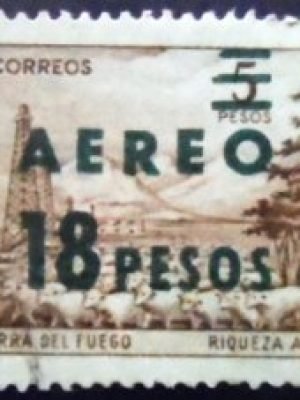 CORREOS
5
PESOS
AEREO
18 PESOS
RRA DEL FUEGO RIQUEZA A